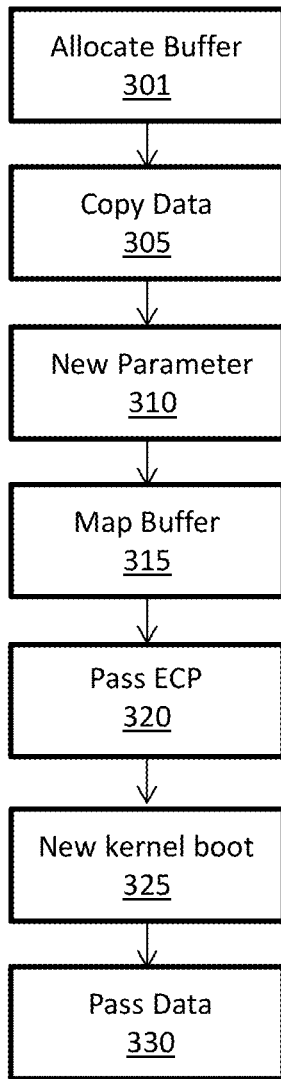 Allocate Buffer
301
Copy Data
305
New Parameter
310
Map Buffer
315
Pass ECP
320
New kernel boot
325
Pass Data
330